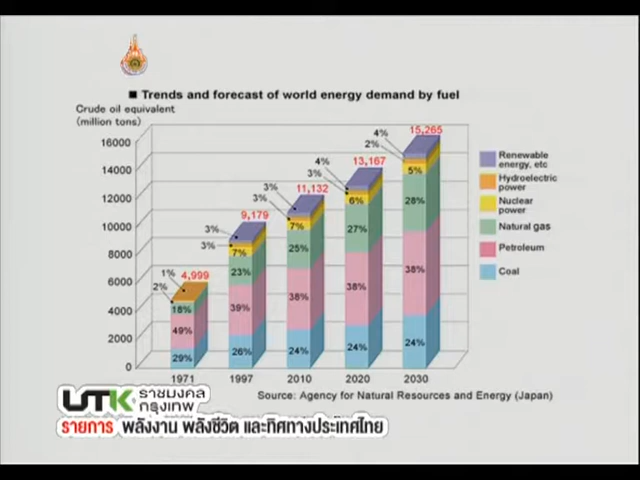 ■ Trends and forecast of world energy demand by fuel
Crude oil equivalent
(million tons)
16000
14000
12000
10000
8000
6000
4000
2000
0
1% 4,999
2%
18%
49%
29%
1971
9,179
3%
3%
7%
23%
39%
26%
1997
11,132
3%
3%
7%
25%
38%
24%
2010
13,167
4%
3%
6%
27%
38%
24%
2020
15,265
4%
2%
5%
28%
38%
24%
2030
Renewable
energy, etc
Hydroelectric
power
Nuclear
power
Natural gas
Petroleum
Coal
Source: Agency for Natural Resources and Energy (Japan)
UTK ราชมงคล
กรุงเทพ
รายการ พลังงาน พลังชีวิต และทิศทางประเทศไทย